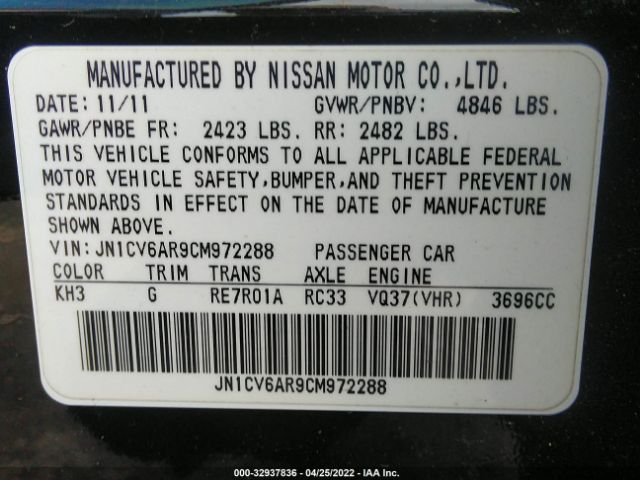 MANUFACTURED BY NISSAN MOTOR CO.,LTD.
DATE: 11/11 GVWR/PNBV: 4846 LBS.
GAWR/PNBE FR: 2423 LBS. RR: 2482 LBS.
THIS VEHICLE CONFORMS TO ALL APPLICABLE FEDERAL
MOTOR VEHICLE SAFETY,BUMPER,AND THEFT PREVENTION
STANDARDS IN EFFECT ON THE DATE OF MANUFACTURE
SHOWN ABOVE.
VIN:JN1CV6AR9CM972288 PASSENGER CAR
COLOR TRIM TRANS AXLE ENGINE
KH3 G RE7R01A RC33 VQ37(VHR) 3696CC
JN1CV6AR9CM972288
000-32937836 - 04/25/2022 - IAA Inc.